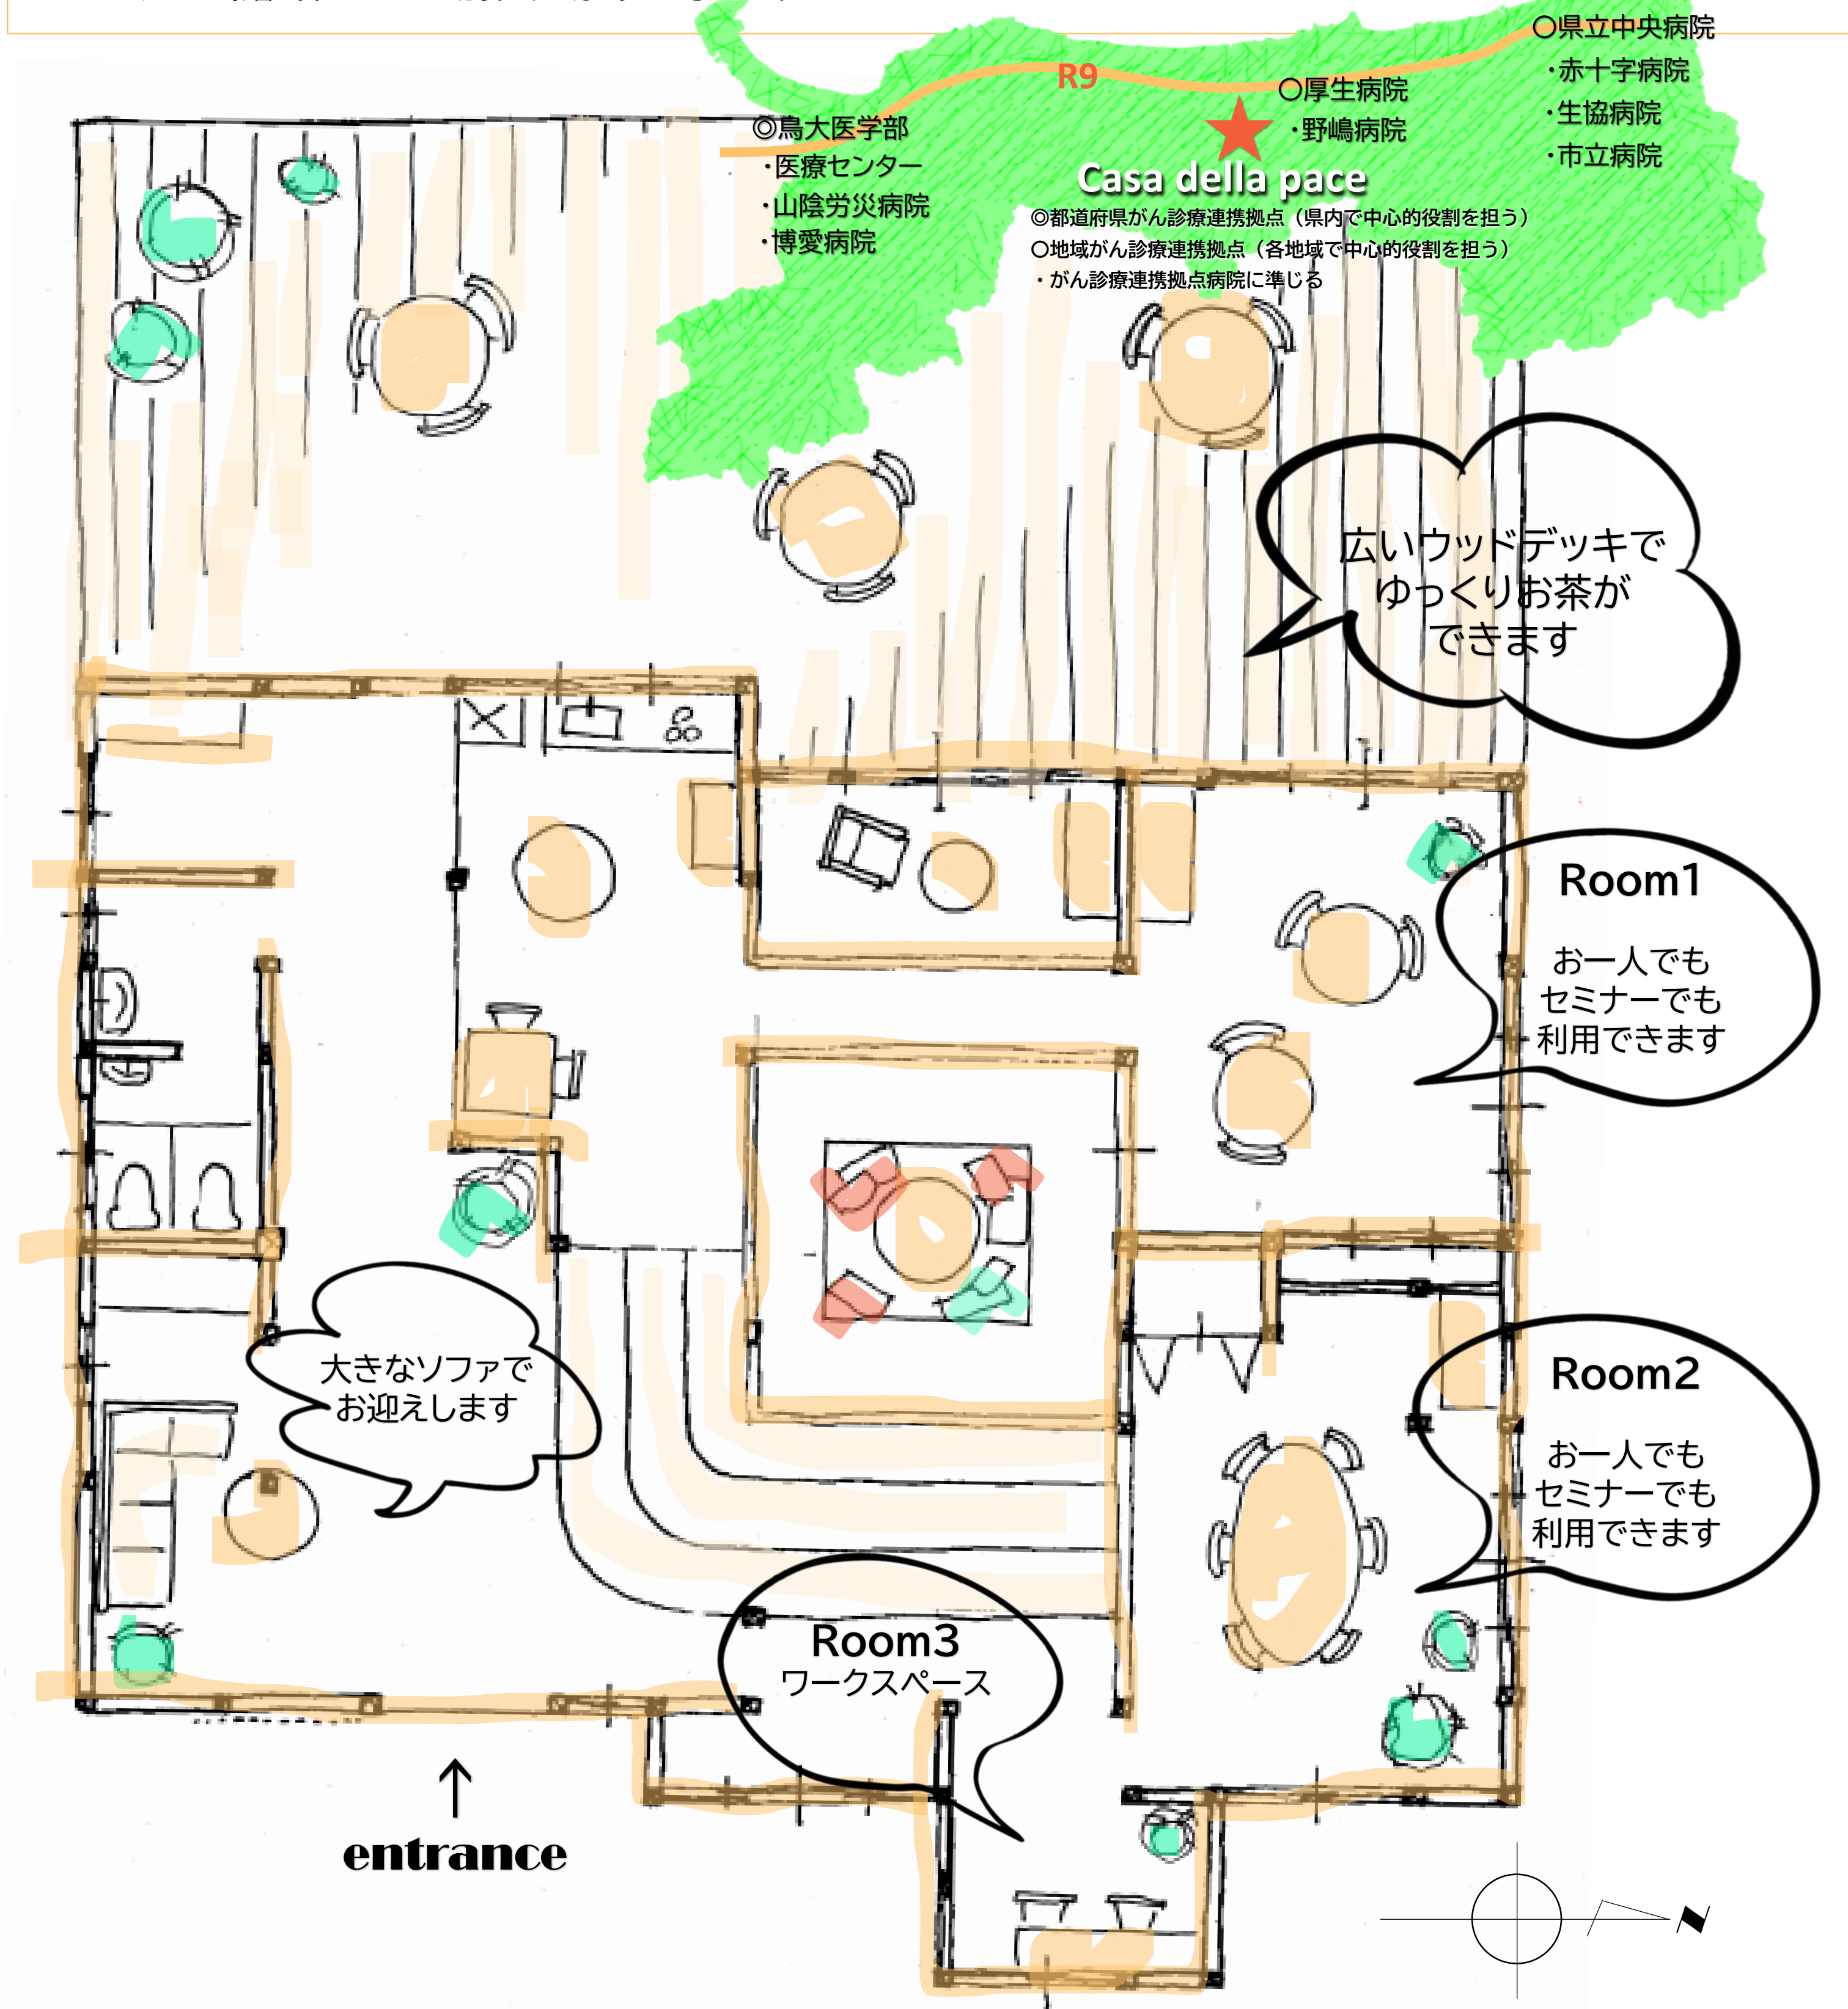 R9
◎鳥大医学部
・医療センター
・山陰労災病院
・博愛病院
〇厚生病院
・野嶋病院
〇県立中央病院
・赤十字病院
・生協病院
・市立病院
Casa della pace
◎都道府県がん診療連携拠点（県内で中心的役割を担う）
〇地域がん診療連携拠点（各地域で中心的役割を担う）
・がん診療連携拠点病院に準じる
広いウッドデッキで
ゆっくりお茶が
できます
Room1
お一人でも
セミナーでも
利用できます
大きなソファで
お迎えします
Room2
お一人でも
セミナーでも
利用できます
Room3
ワークスペース
↑
entrance
N